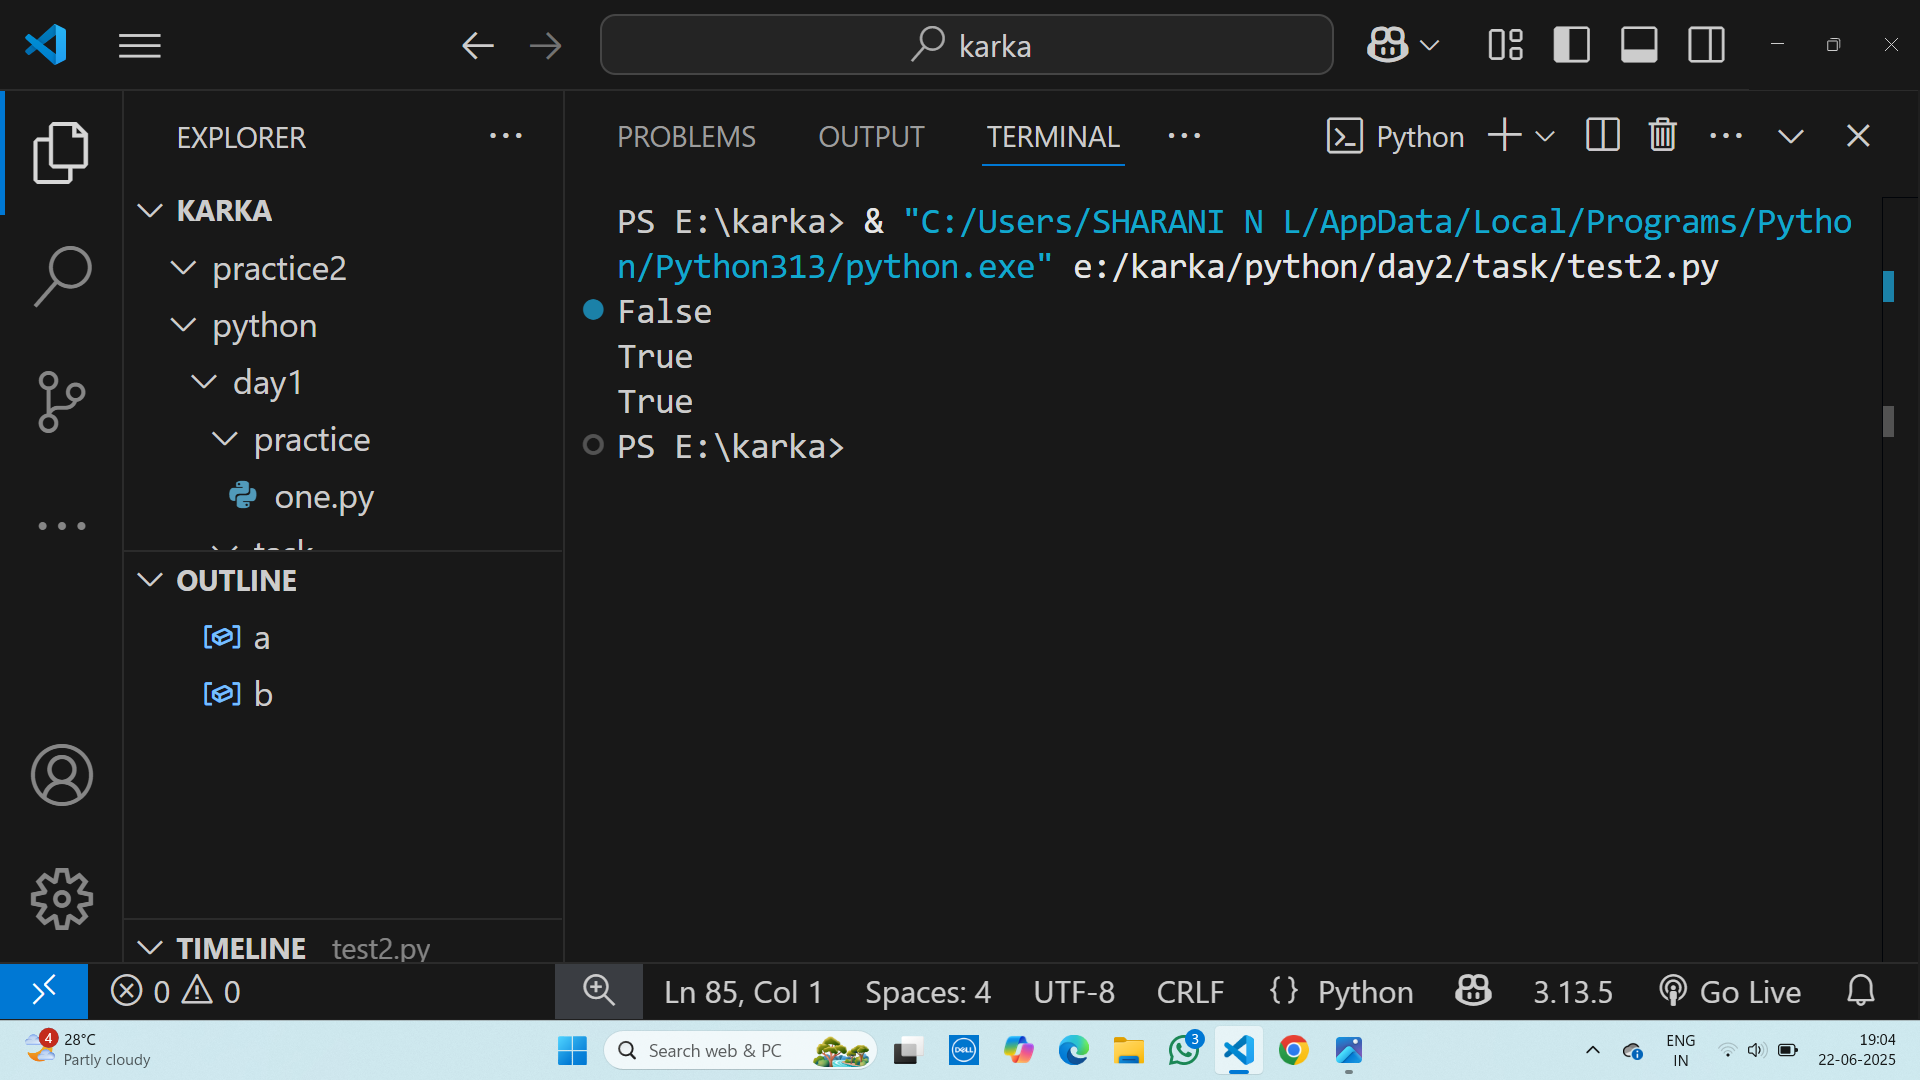 karka
EXPLORER
KARKA
practice2
python
day1
practice
one.py
task
OUTLINE
a
b
TIMELINE test2.py
PROBLEMS OUTPUT TERMINAL Python
PS E:\karka> & "C:/Users/SHARANI N L/AppData/Local/Programs/Pytho
n/Python313/python.exe" e:/karka/python/day2/task/test2.py
False
True
True
PS E:\karka>
0 0 Ln 85, Col 1 Spaces: 4 UTF-8 CRLF {} Python 3.13.5 Go Live
4
28°C
Partly cloudy
Search web & PC
DELL
3
ENG
IN
19:04
22-06-2025